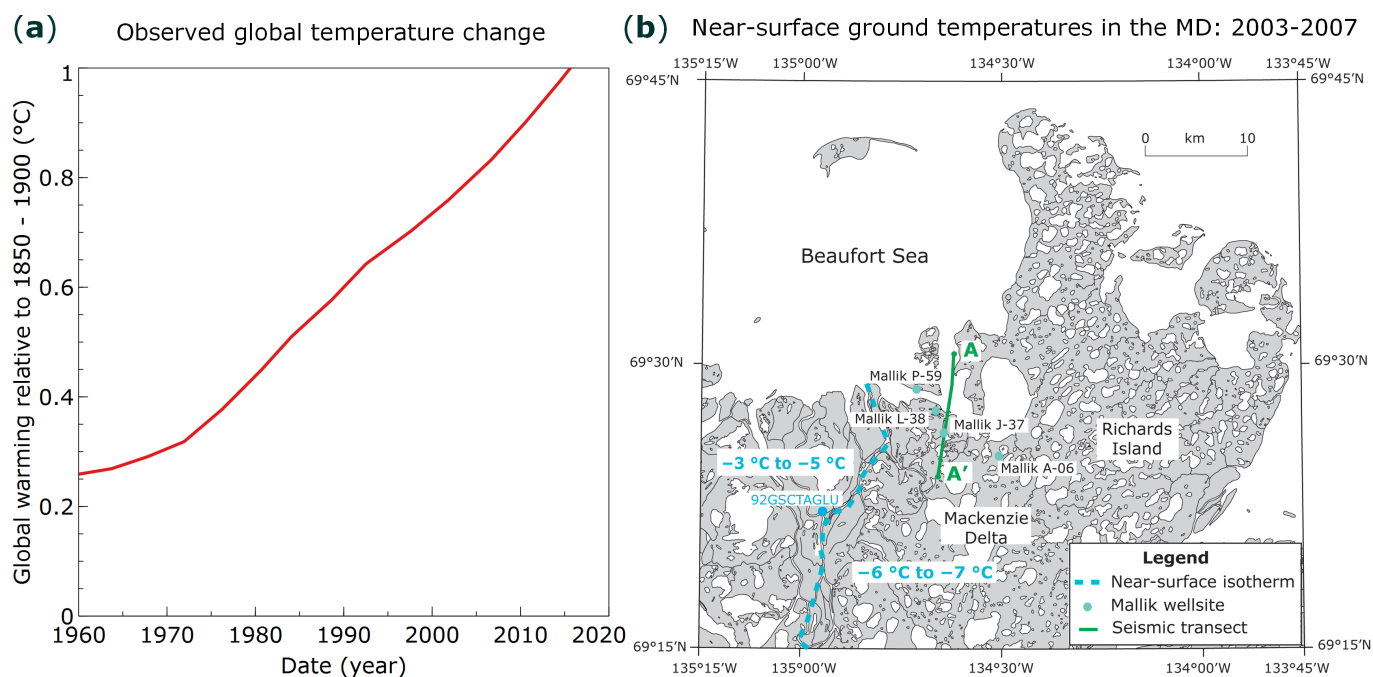 (a) Observed global temperature change
Global warming relative to 1850 - 1900 (°C)
1
0.8
0.6
0.4
0.2
0
1960 1970 1980 1990 2000 2010 2020
Date (year)
(b) Near-surface ground temperatures in the MD: 2003-2007
135°15'W 135°00'W 134°30'W 134°00'W 133°45'W
69°45'N 69°45'N
0 km 10
Beaufort Sea
A
69°30'N 69°30'N
Mallik P-59
Mallik L-38
Mallik J-37
Richards
Island
−3 °C to −5 °C
Mallik A-06
A'
92GSCTAGLU
Mackenzie
Delta
−6 °C to −7 °C
Legend
Near-surface isotherm
Mallik wellsite
Seismic transect
69°15'N 69°15'N
135°15'W 135°00'W 134°30'W 134°00'W 133°45'W